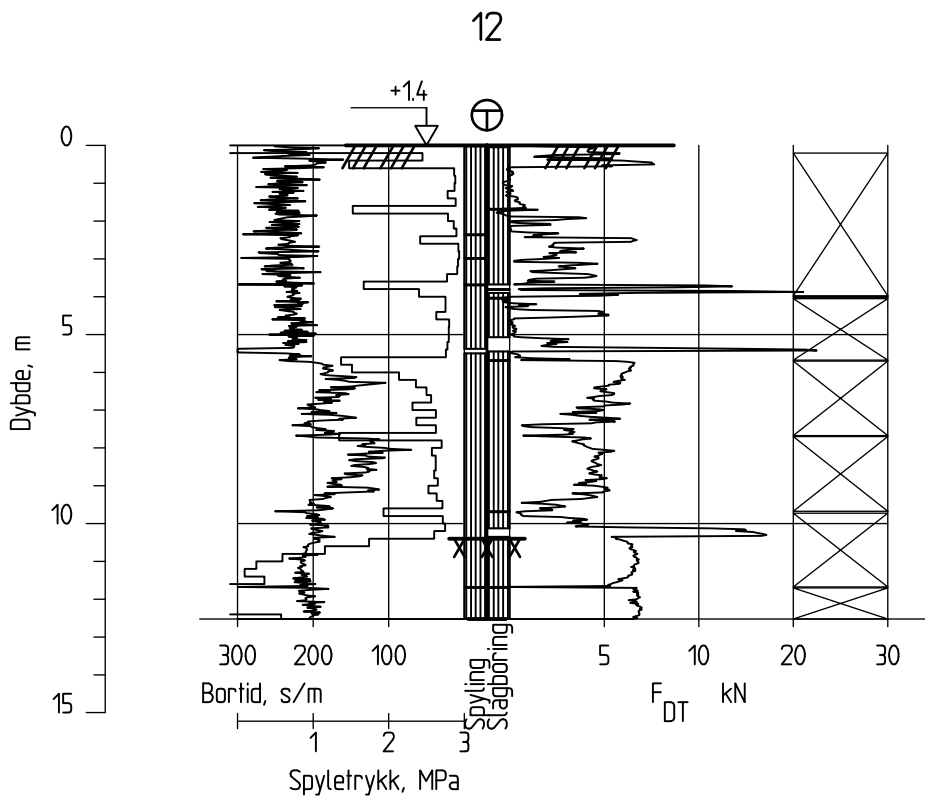 12
+1.4
0
5
10
15
Dybde, m
300 200 100
5 10 20 30
Bortid, s/m
Spyling
Slagboring
F DT kN
1 2 3
Spyletrykk, MPa